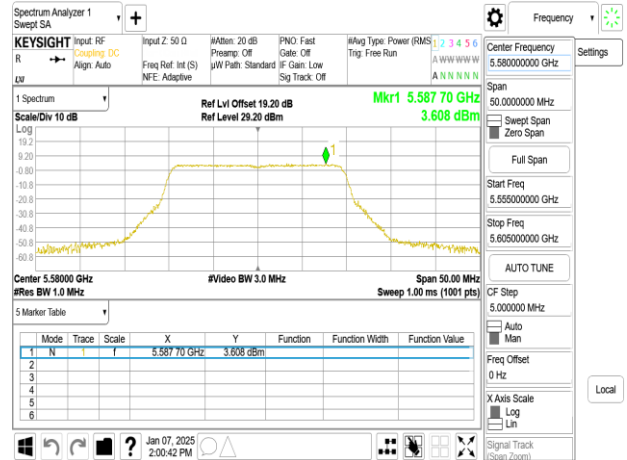 Spectrum Analyzer 1
Swept SA
+
Frequency
KEYSIGHT
R
Input: RF
Coupling: DC
Align: Auto
Input Z: 50 Ω
Freq Ref: Int (S)
NFE: Adaptive
#Atten: 20 dB
Preamp: Off
µW Path: Standard
PNO: Fast
Gate: Off
IF Gain: Low
Sig Track: Off
#Avg Type: Power (RMS
Trig: Free Run
1 2 3 4 5 6
A W W W W W
A N N N N N
Settings
Center Frequency
5.580000000 GHz
Span
50.0000000 MHz
Swept Span
Zero Span
Full Span
Start Freq
5.555000000 GHz
Stop Freq
5.605000000 GHz
AUTO TUNE
CF Step
5.000000 MHz
Auto
Man
Freq Offset
0 Hz
X Axis Scale
Log
Lin
Signal Track
(Span Zoom)
Local
1 Spectrum
Scale/Div 10 dB
Ref Lvl Offset 19.20 dB
Ref Level 29.20 dBm
Mkr1 5.587 70 GHz
3.608 dBm
Log
19.2
9.20
-0.80
-10.8
-20.8
-30.8
-40.8
-50.8
-60.8
1
Center 5.58000 GHz
#Res BW 1.0 MHz
#Video BW 3.0 MHz
Span 50.00 MHz
Sweep 1.00 ms (1001 pts)
5 Marker Table
Mode Trace Scale X Y Function Function Width Function Value
1 N 1 f 5.587 70 GHz 3.608 dBm
2
3
4
5
6
?
Jan 07, 2025
2:00:42 PM